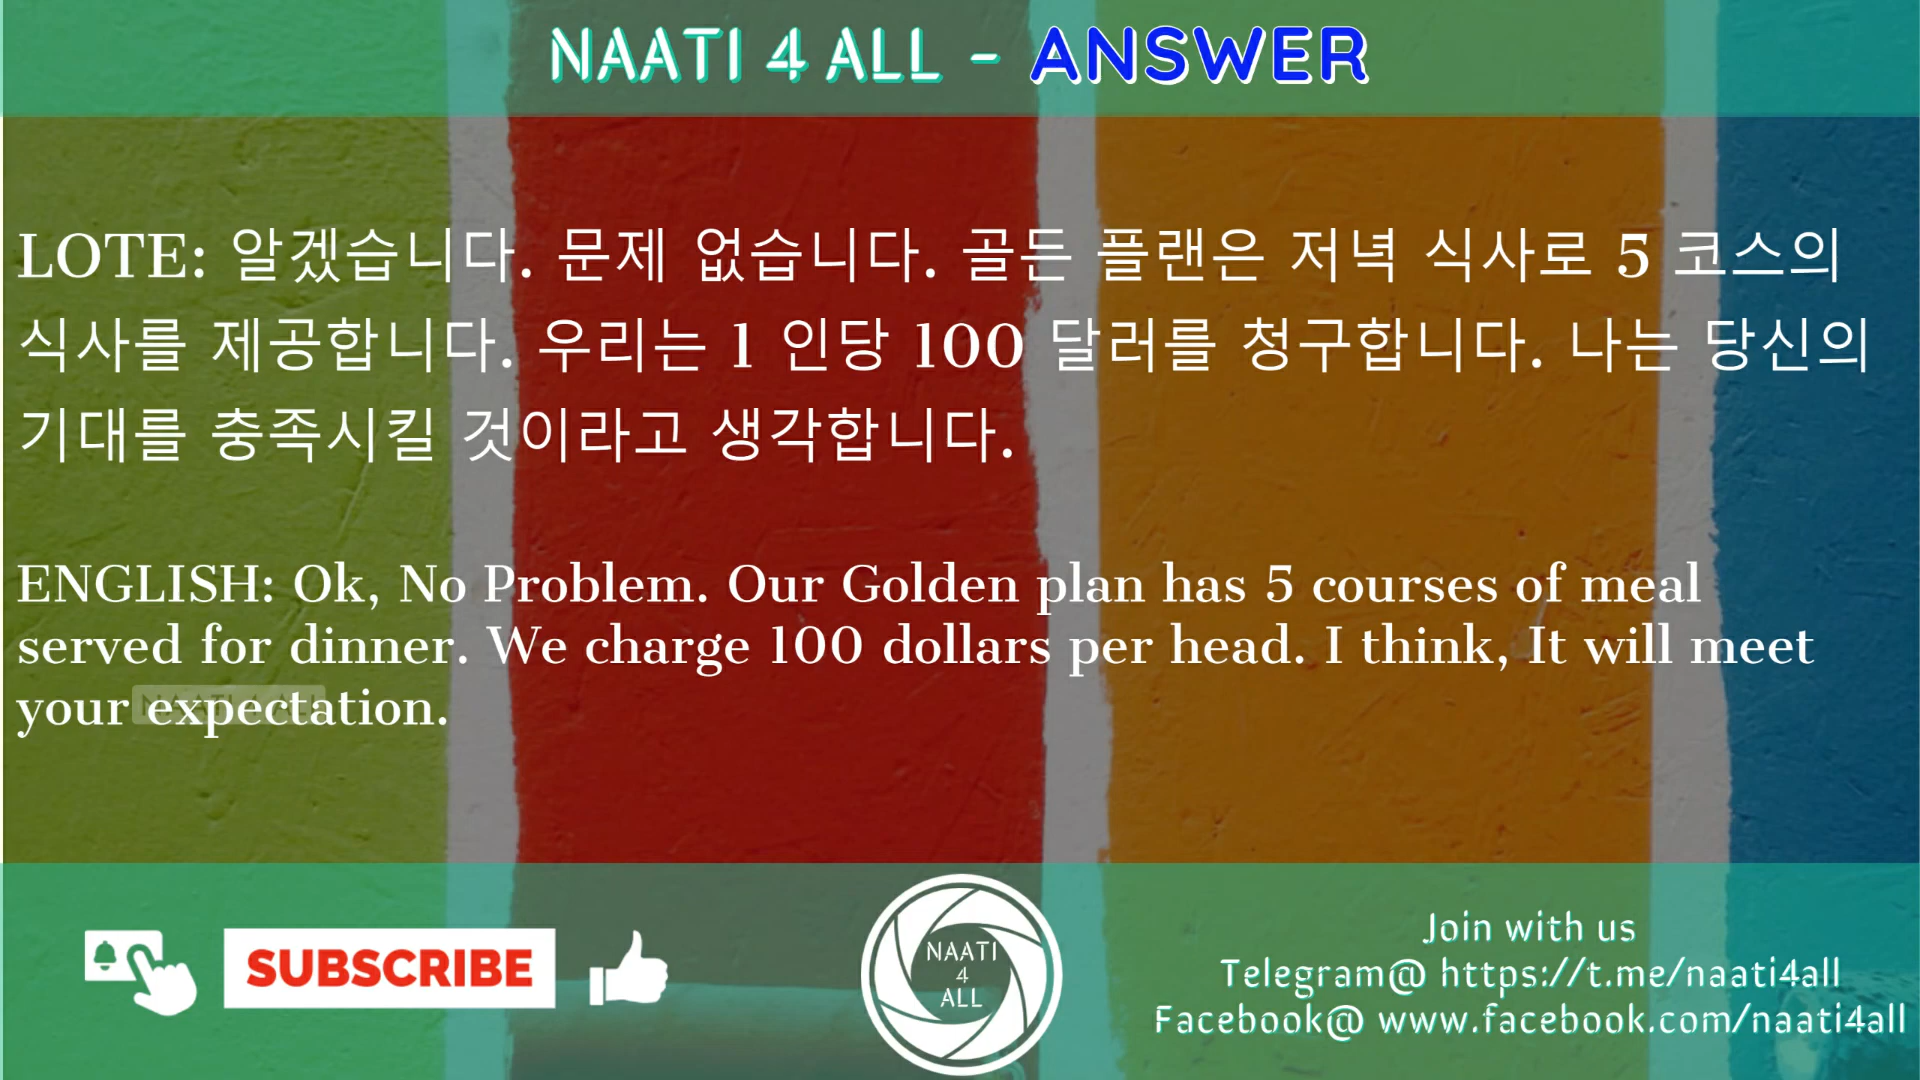 NAATI 4 ALL - ANSWER
LOTE: 알겠습니다. 문제 없습니다. 골든 플랜은 저녁 식사로 5 코스의
식사를 제공합니다. 우리는 1 인당 100 달러를 청구합니다. 나는 당신의
기대를 충족시킬 것이라고 생각합니다.
ENGLISH: Ok, No Problem. Our Golden plan has 5 courses of meal
served for dinner. We charge 100 dollars per head. I think, It will meet
your expectation.
NAATI 4 ALL
SUBSCRIBE
NAATI
4
ALL
Join with us
Telegram@ https://t.me/naati4all
Facebook@ www.facebook.com/naati4all